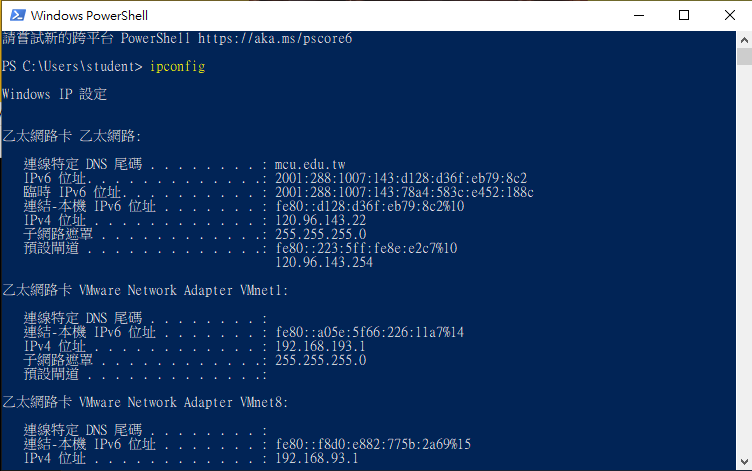 Windows PowerShell
請嘗試新的跨平台 PowerShell https://aka.ms/pscore6
PS C:\Users\student> ipconfig
Windows IP 設定
乙太網路卡 乙太網路:
連線特定 DNS 尾碼 . . . . . . . . : mcu.edu.tw
IPv6 位址. . . . . . . . . . . . .: 2001:288:1007:143:d128:d36f:eb79:8c2
臨時 IPv6 位址. . . . . . . . . . : 2001:288:1007:143:78a4:583c:e452:188c
連結-本機 IPv6 位址 . . . . . . . : fe80::d128:d36f:eb79:8c2%10
IPv4 位址 . . . . . . . . . . . . : 120.96.143.22
子網路遮罩 . . . . . . . . . . . .: 255.255.255.0
預設閘道 . . . . . . . . . . . . .: fe80::223:5ff:fe8e:e2c7%10
120.96.143.254
乙太網路卡 VMware Network Adapter VMnet1:
連線特定 DNS 尾碼 . . . . . . . . :
連結-本機 IPv6 位址 . . . . . . . : fe80::a05e:5f66:226:11a7%14
IPv4 位址 . . . . . . . . . . . . : 192.168.193.1
子網路遮罩 . . . . . . . . . . . .: 255.255.255.0
預設閘道 . . . . . . . . . . . . .:
乙太網路卡 VMware Network Adapter VMnet8:
連線特定 DNS 尾碼 . . . . . . . . :
連結-本機 IPv6 位址 . . . . . . . : fe80::f8d0:e882:775b:2a69%15
IPv4 位址 . . . . . . . . . . . . : 192.168.93.1